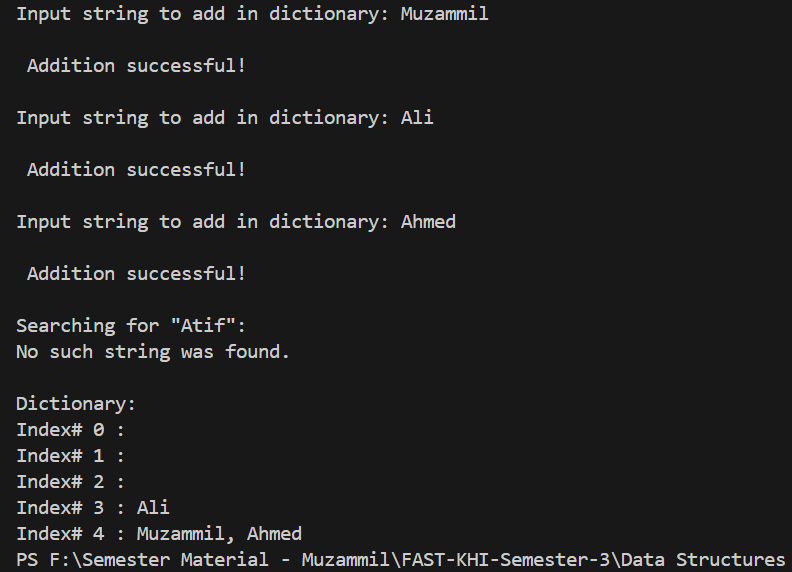 Input string to add in dictionary: Muzammil
Addition successful!
Input string to add in dictionary: Ali
Addition successful!
Input string to add in dictionary: Ahmed
Addition successful!
Searching for "Atif":
No such string was found.
Dictionary:
Index# 0 :
Index# 1 :
Index# 2 :
Index# 3 : Ali
Index# 4 : Muzammil, Ahmed
PS F:\Semester Material - Muzammil\FAST-KHI-Semester-3\Data Structures